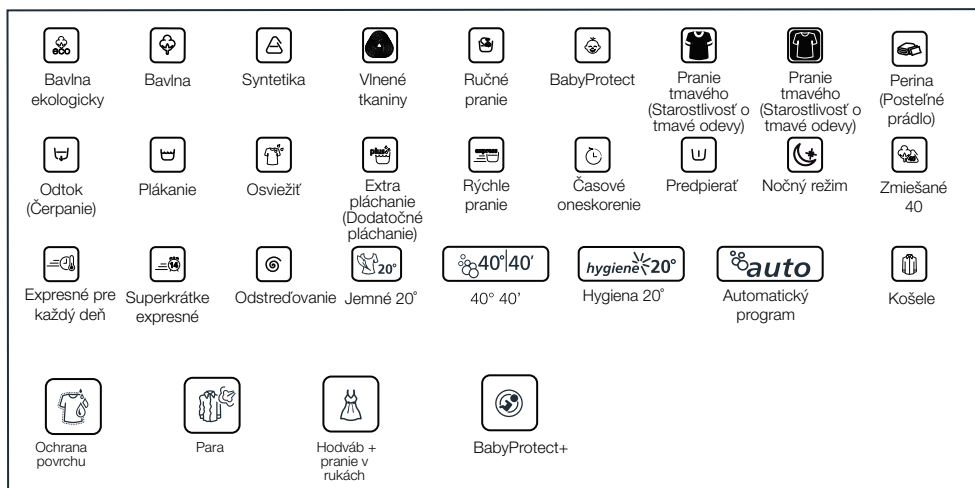 eco
Bavlna
ekologicky
Bavlna
Syntetika
Vlnené
tkaniny
Ručné
pranie
BabyProtect
Pranie
tmavého
(Starostlivosť o
tmavé odevy)
Pranie
tmavého
(Starostlivosť o
tmavé odevy)
Perina
(Posteľné
prádlo)
Odtok
(Čerpanie)
Plákanie
Osviežiť
plus
Extra
pláchanie
(Dodatočné
pláchanie)
express
Rýchle
pranie
Časové
oneskorenie
Predpierať
Nočný režim
Zmiešané
40
Expresné pre
každý deň
14
Superkrátke
expresné
Odstreďovanie
20°
Jemné 20°
40° 40'
40° 40’
hygiene 20°
Hygiena 20°
auto
Automatický
program
Košele
Ochrana
povrchu
Para
Hodváb +
pranie v
rukách
BabyProtect+